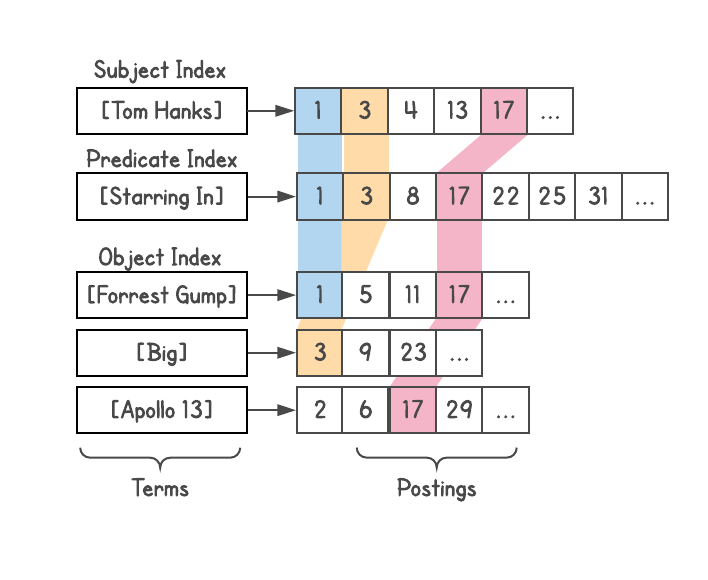 Subject Index
[Tom Hanks] 1 3 4 13 17 ...
Predicate Index
[Starring In] 1 3 8 17 22 25 31 ...
Object Index
[Forrest Gump] 1 5 11 17 ...
[Big] 3 9 23 ...
[Apollo 13] 2 6 17 29 ...
Terms Postings